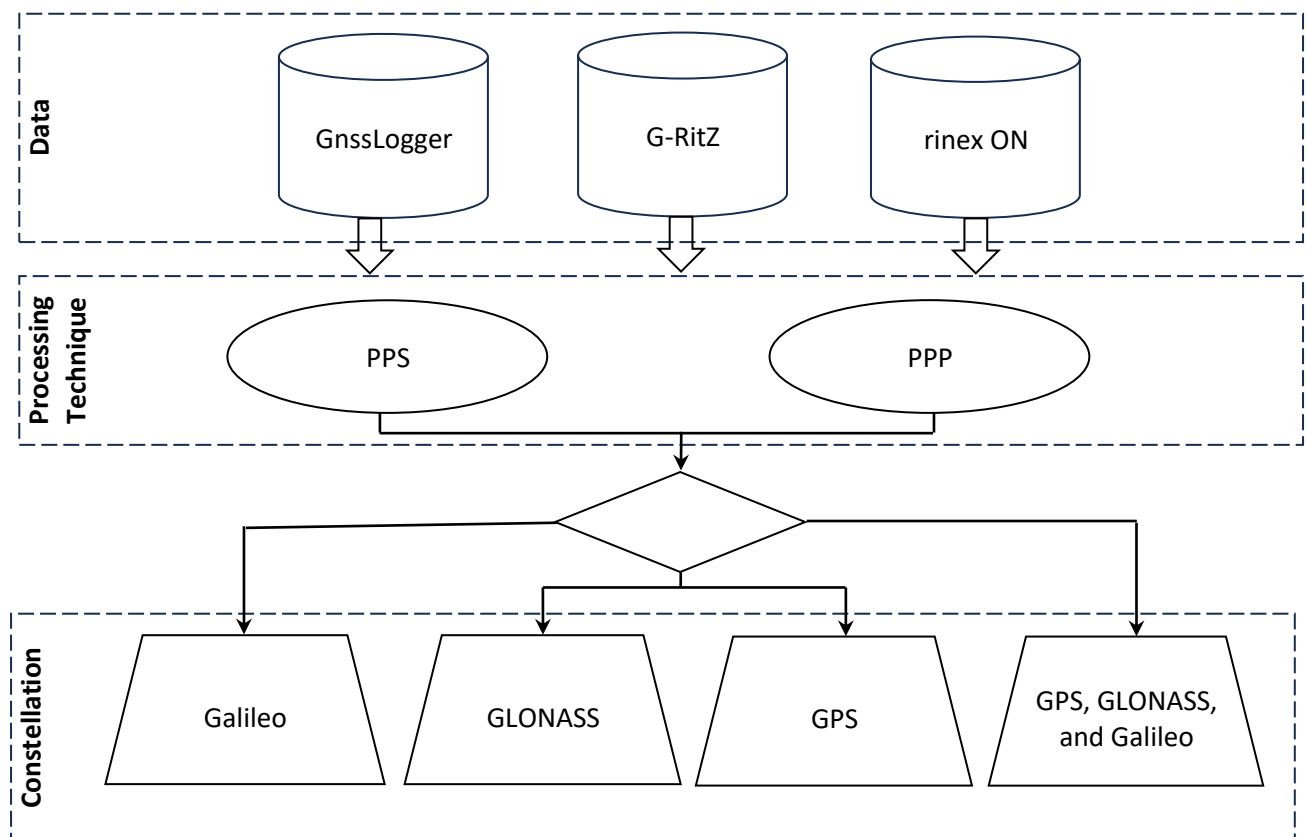 Data
GnssLogger
G-RitZ
rinex ON
Processing
Technique
PPS
PPP
Constellation
Galileo
GLONASS
GPS
GPS, GLONASS,
and Galileo